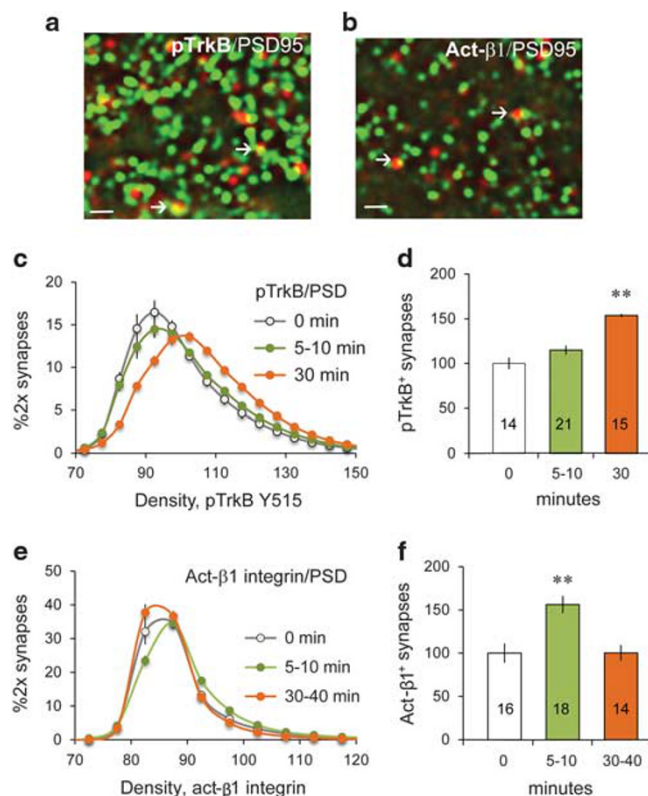 a
pTrkB/PSD95
b
Act-β1/PSD95
c
pTrkB/PSD
0 min
5-10 min
30 min
%2x synapses
20
15
10
5
0
70 90 110 130 150
Density, pTrkB Y515
d
pTrkB⁺ synapses
200
150
100
50
0
**
14 21 15
0 5-10 30
minutes
e
Act-β1 integrin/PSD
0 min
5-10 min
30-40 min
%2x synapses
50
40
30
20
10
0
70 80 90 100 110 120
Density, act-β1 integrin
f
Act-β1⁺ synapses
200
150
100
50
0
**
16 18 14
0 5-10 30-40
minutes